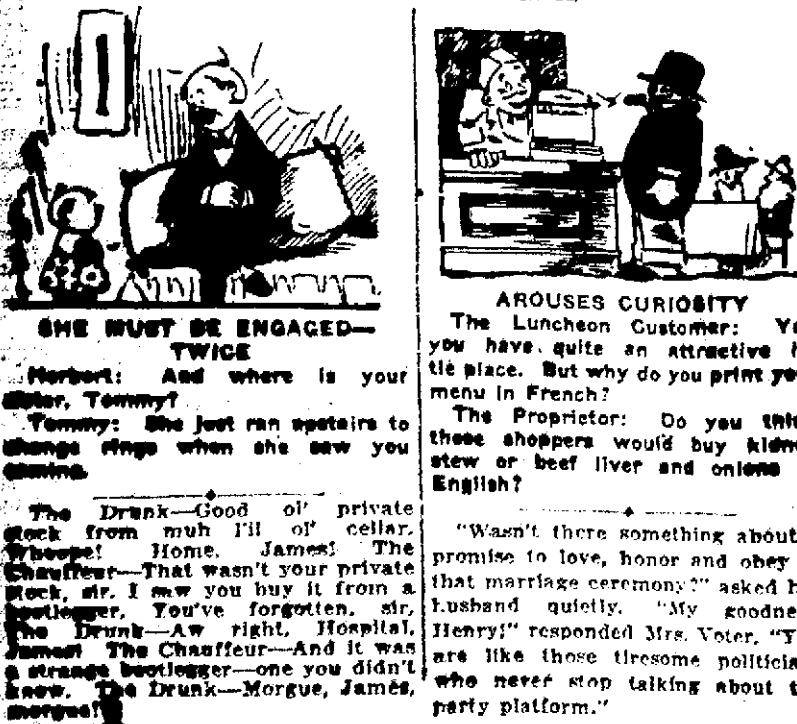 SHE MUST BE ENGAGED—
TWICE
Herbert: And where is your
sister, Tommy?
Tommy: She just ran upstairs to
change rings when she saw you
coming.
The Drunk—Good ol' private
stock from muh l'il ol' cellar.
Whoope! Home, James! The
Chauffeur—That wasn't your private
stock, sir. I saw you buy it from a
bootlegger. You've forgotten, sir.
The Drunk—Aw right, Hospital,
James! The Chauffeur—And it was
a strange bootlegger—one you didn't
know. The Drunk—Morgue, James,
morgue!
AROUSES CURIOSITY
The Luncheon Customer:
you have quite an attractive
tle place. But why do you print
menu in French?
The Proprietor: Do you
those shoppers would buy
stew or beef liver and onions
English?
"Wasn't there something about
promise to love, honor and obey
that marriage ceremony?" asked
husband quietly. "My
Henry!" responded Mrs. Voter,
are like those tiresome
who never stop talking about
party platform."